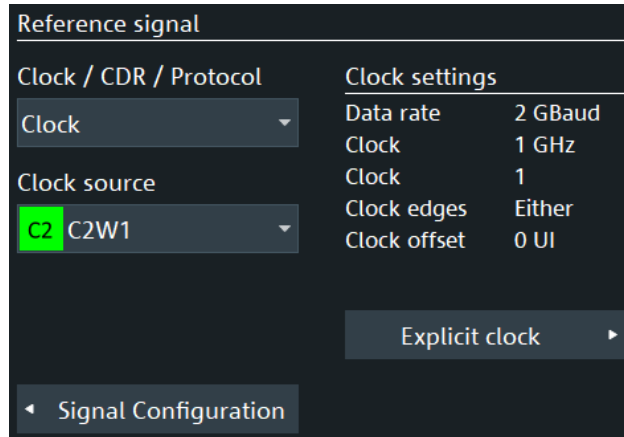 Reference signal
Clock / CDR / Protocol
Clock
Clock source
C2 C2W1
Signal Configuration
Clock settings
Data rate 2 GBaud
Clock 1 GHz
Clock 1
Clock edges Either
Clock offset 0 UI
Explicit clock